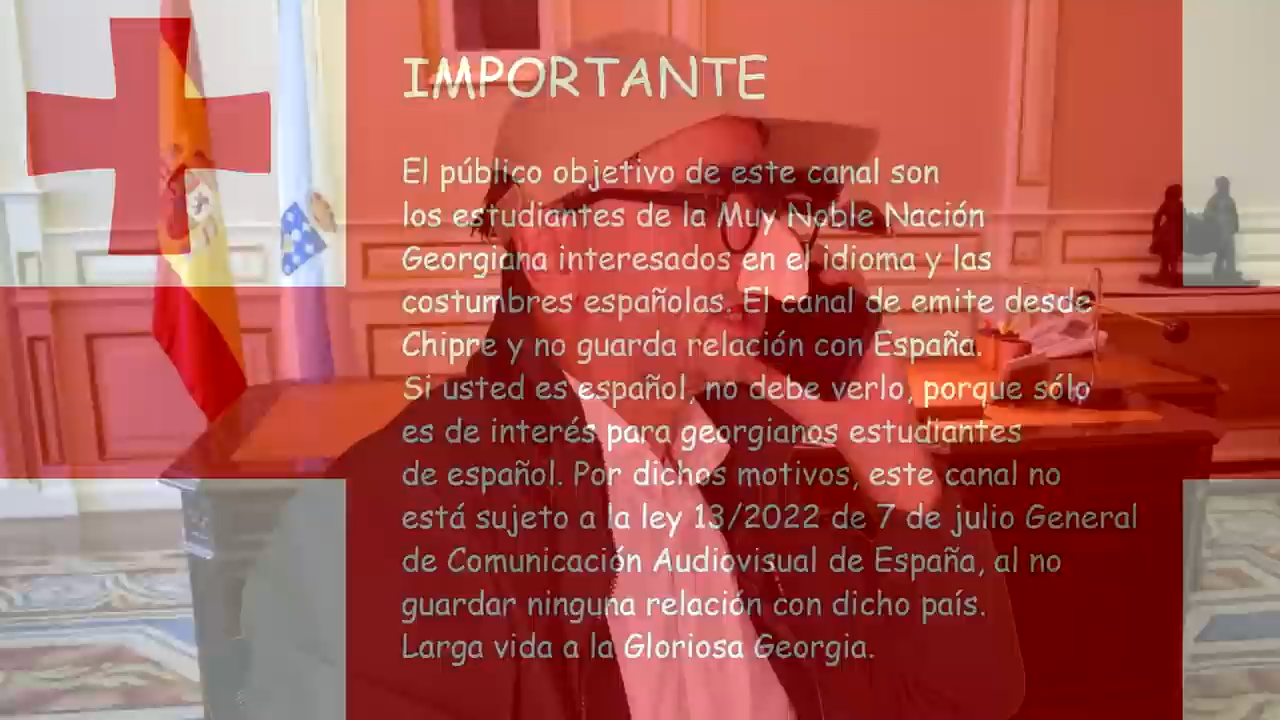 IMPORTANTE
El público objetivo de este canal son
los estudiantes de la Muy Noble Nación
Georgiana interesados en el idioma y las
costumbres españolas. El canal de emite desde
Chipre y no guarda relación con España.
Si usted es español, no debe verlo, porque sólo
es de interés para georgianos estudiantes
de español. Por dichos motivos, este canal no
está sujeto a la ley 13/2022 de 7 de julio General
de Comunicación Audiovisual de España, al no
guardar ninguna relación con dicho país.
Larga vida a la Gloriosa Georgia.